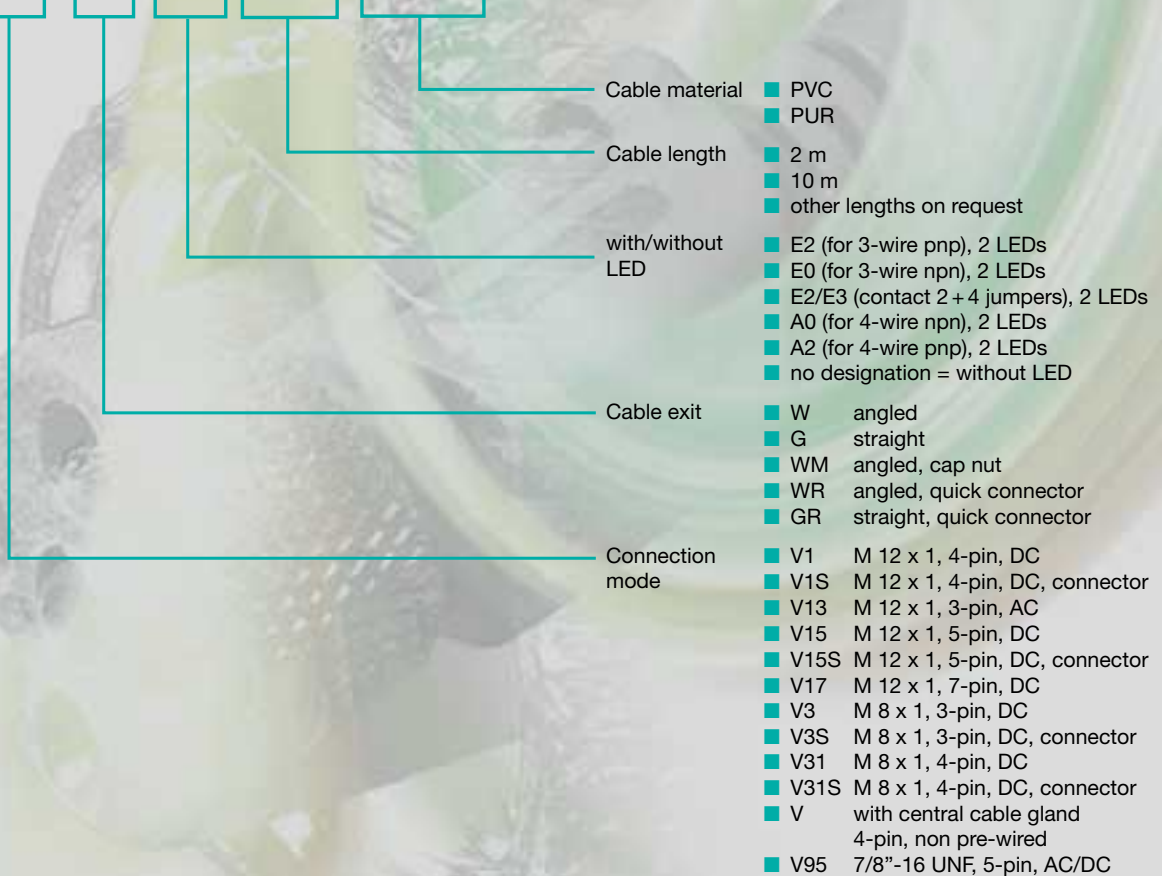 Cable material ■ PVC
■ PUR
Cable length ■ 2 m
■ 10 m
■ other lengths on request
with/without LED
■ E2 (for 3-wire pnp), 2 LEDs
■ E0 (for 3-wire npn), 2 LEDs
■ E2/E3 (contact 2 + 4 jumpers), 2 LEDs
■ A0 (for 4-wire npn), 2 LEDs
■ A2 (for 4-wire pnp), 2 LEDs
■ no designation = without LED
Cable exit ■ W angled
■ G straight
■ WM angled, cap nut
■ WR angled, quick connector
■ GR straight, quick connector
Connection mode
■ V1 M 12 x 1, 4-pin, DC
■ V1S M 12 x 1, 4-pin, DC, connector
■ V13 M 12 x 1, 3-pin, AC
■ V15 M 12 x 1, 5-pin, DC
■ V15S M 12 x 1, 5-pin, DC, connector
■ V17 M 12 x 1, 7-pin, DC
■ V3 M 8 x 1, 3-pin, DC
■ V3S M 8 x 1, 3-pin, DC, connector
■ V31 M 8 x 1, 4-pin, DC
■ V31S M 8 x 1, 4-pin, DC, connector
■ V with central cable gland
4-pin, non pre-wired
■ V95 7/8”-16 UNF, 5-pin, AC/DC